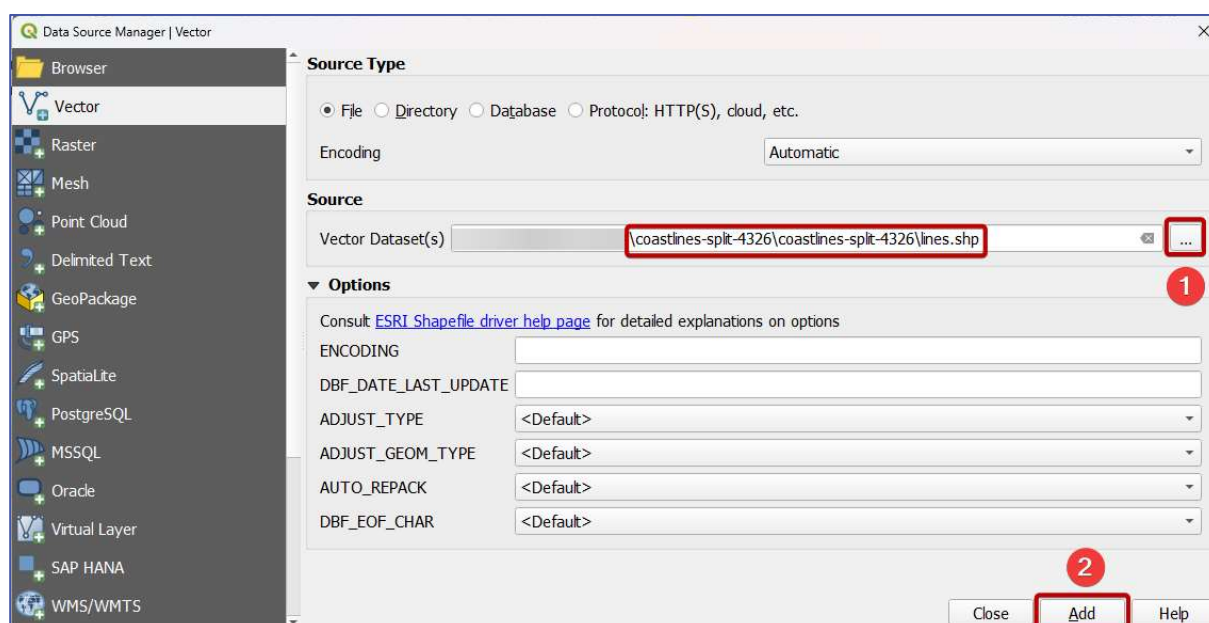 Data Source Manager | Vector
Browser
Vector
Raster
Mesh
Point Cloud
Delimited Text
GeoPackage
GPS
SpatiaLite
PostgreSQL
MSSQL
Oracle
Virtual Layer
SAP HANA
WMS/WMTS
Source Type
File Directory Database Protocol: HTTP(S), cloud, etc.
Encoding Automatic
Source
Vector Dataset(s) \coastlines-split-4326\coastlines-split-4326\lines.shp ...
1
Options
Consult ESRI Shapefile driver help page for detailed explanations on options
ENCODING
DBF_DATE_LAST_UPDATE
ADJUST_TYPE <Default>
ADJUST_GEOM_TYPE <Default>
AUTO_REPACK <Default>
DBF_EOF_CHAR <Default>
2
Close Add Help